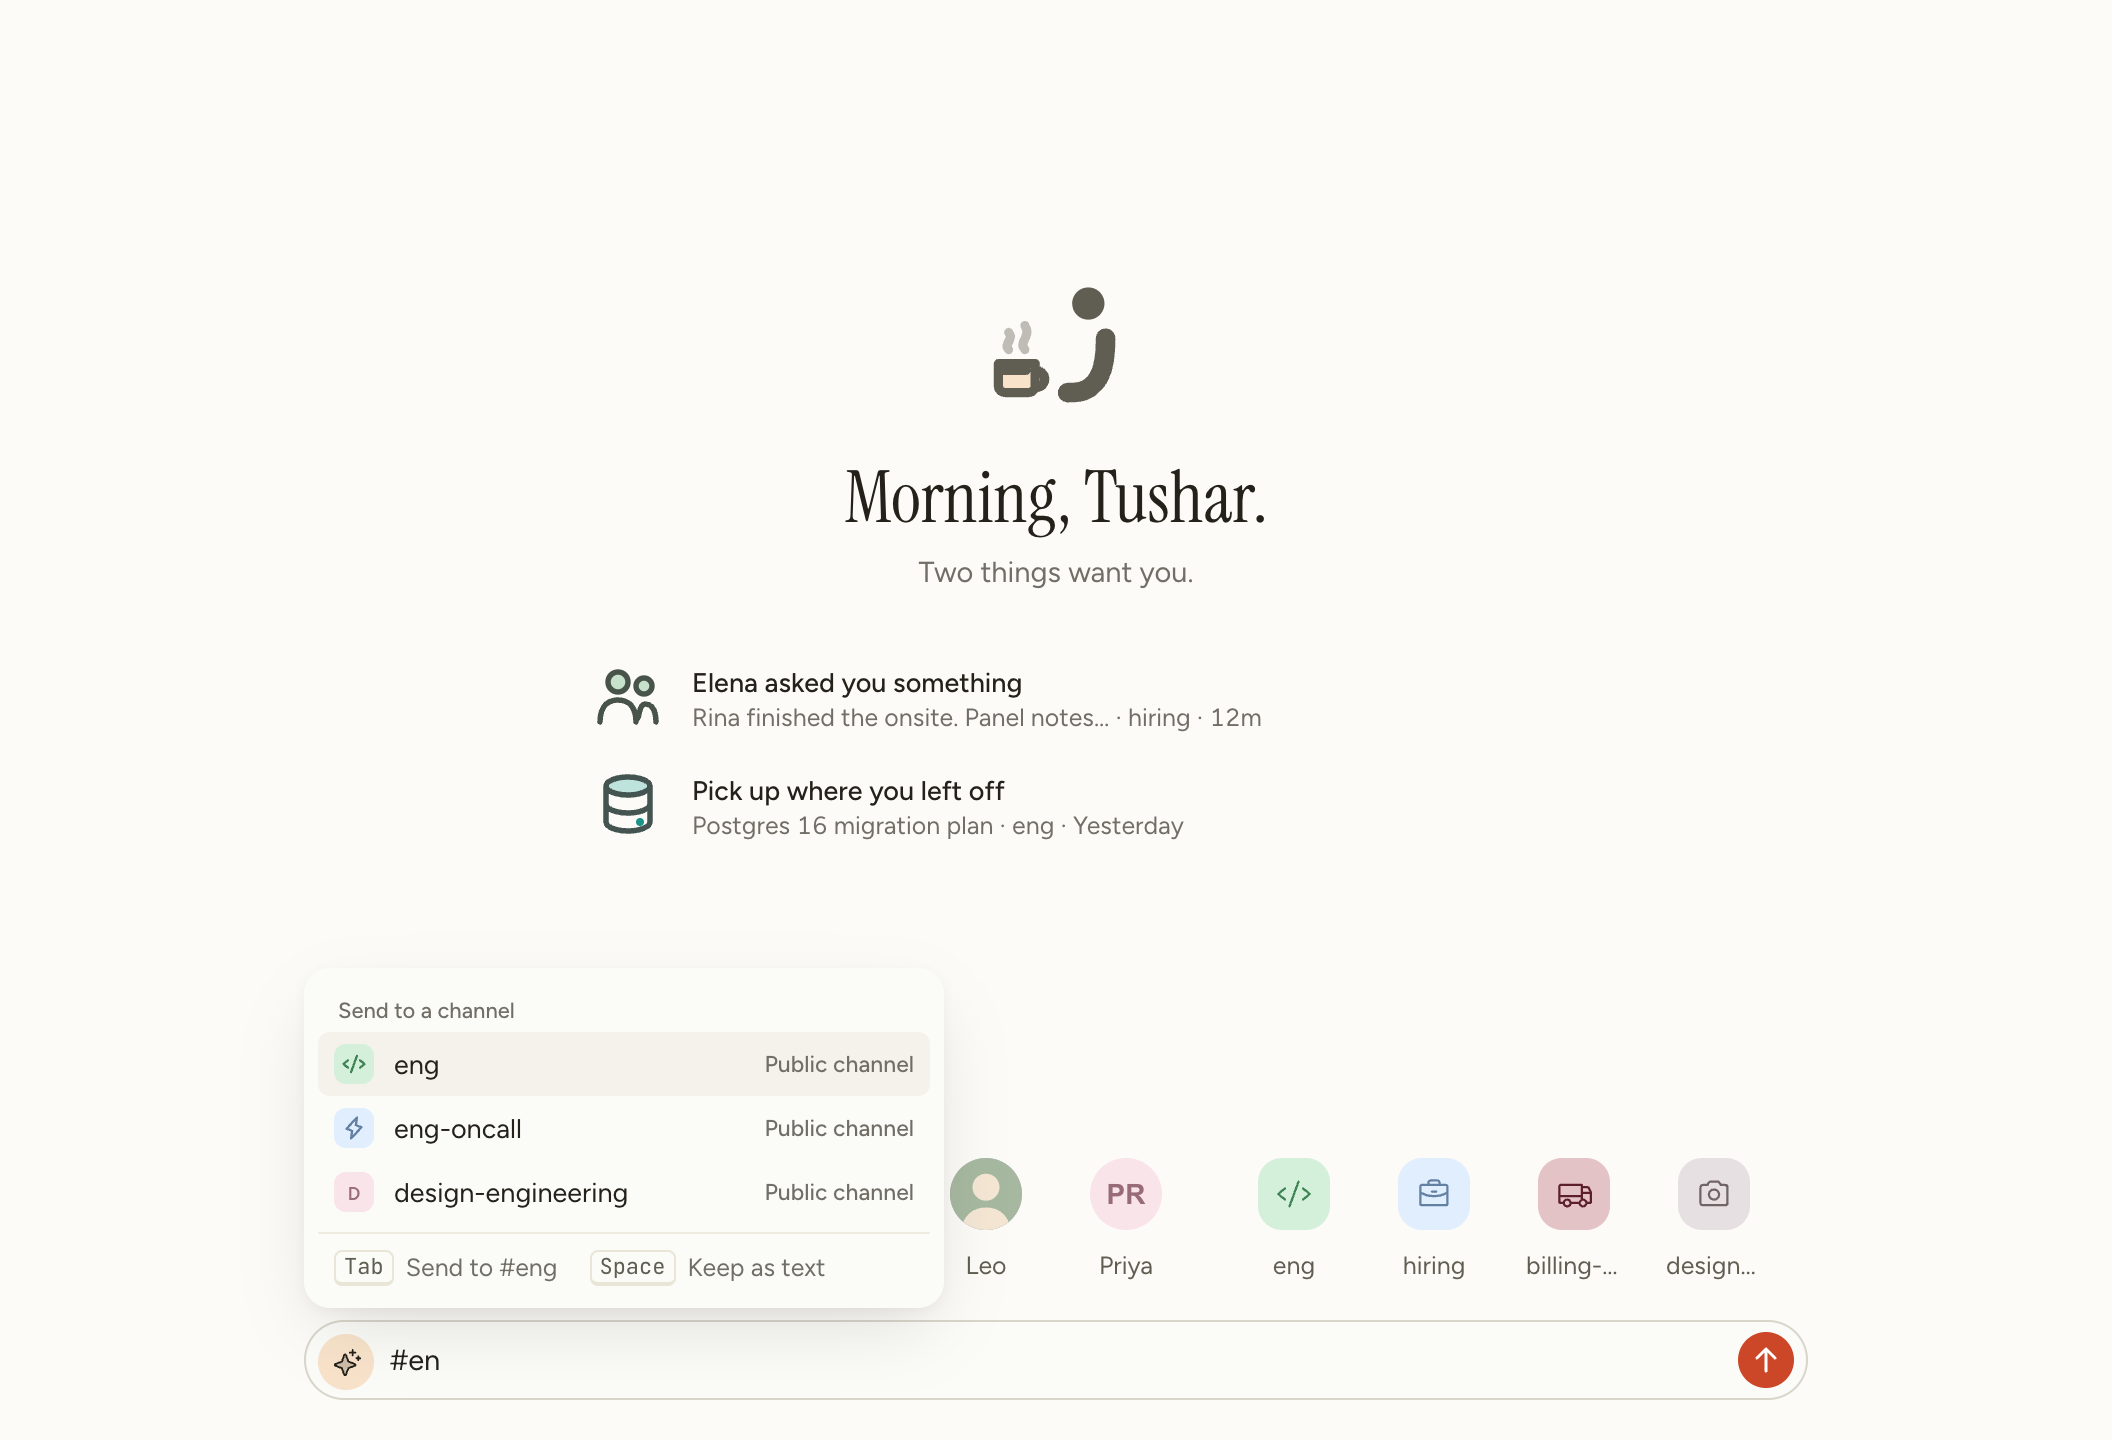 Morning, Tushar.
Two things want you.
Elena asked you something
Rina finished the onsite. Panel notes... · hiring · 12m
Pick up where you left off
Postgres 16 migration plan · eng · Yesterday
Send to a channel
eng Public channel
eng-oncall Public channel
D design-engineering Public channel
Tab Send to #eng Space Keep as text
PR
Leo Priya eng hiring billing-... design...
#en